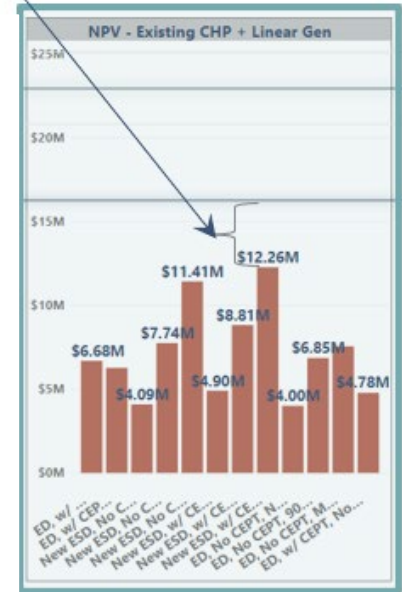 NPV - Existing CHP + Linear Gen
$25M
$20M
$15M
$12.26M
$11.41M
$10M
$8.81M
$7.74M
$6.68M
$6.85M
$5M
$4.09M
$4.90M
$4.00M
$4.78M
$0M
ED, w/ ...
ED, w/ CEP...
New ESD, No C...
New ESD, No C...
New ESD, No C...
New ESD, w/ CE...
New ESD, w/ CE...
New ESD, w/ CE...
ED, No CEPT, N...
ED, No CEPT, 90...
ED, No CEPT, M...
ED, w/ CEPT, No...